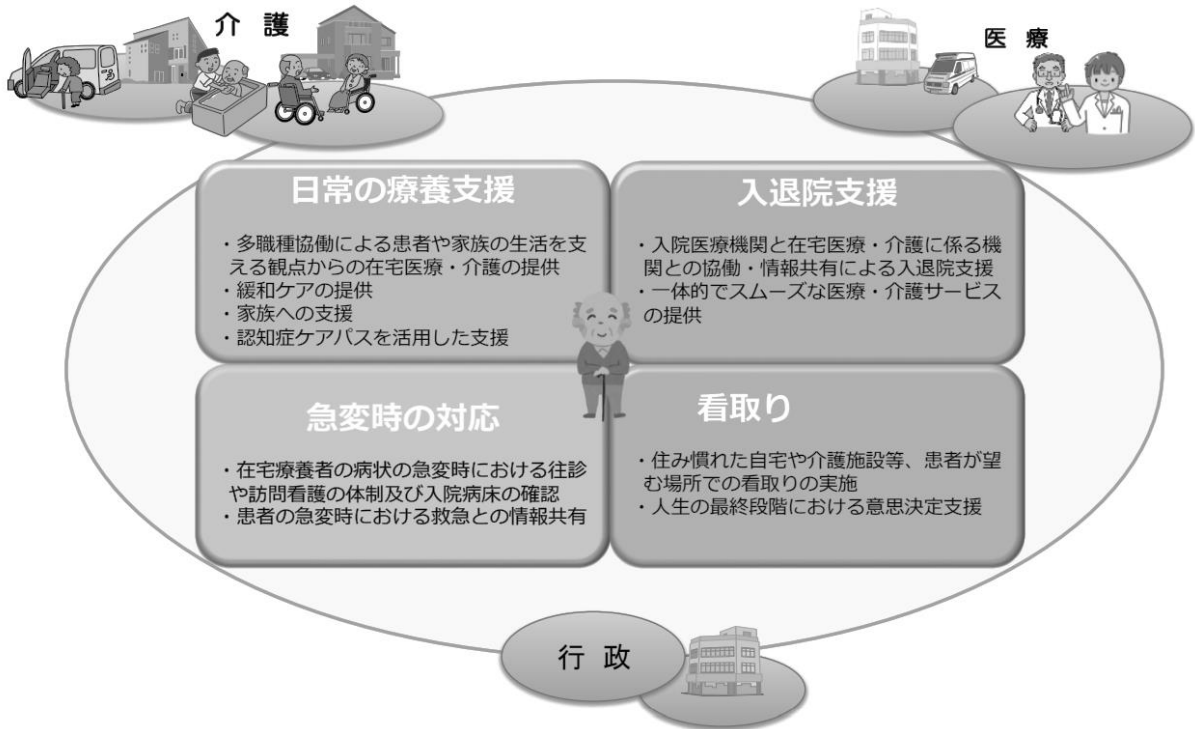 介 護
医 療
日常の療養支援
・多職種協働による患者や家族の生活を支
える観点からの在宅医療・介護の提供
・緩和ケアの提供
・家族への支援
・認知症ケアパスを活用した支援
入退院支援
・入院医療機関と在宅医療・介護に係る機
関との協働・情報共有による入退院支援
・一体的でスムーズな医療・介護サービス
の提供
急変時の対応
・在宅療養者の病状の急変時における往診
や訪問看護の体制及び入院病床の確認
・患者の急変時における救急との情報共有
看取り
・住み慣れた自宅や介護施設等、患者が望
む場所での看取りの実施
・人生の最終段階における意思決定支援
行 政